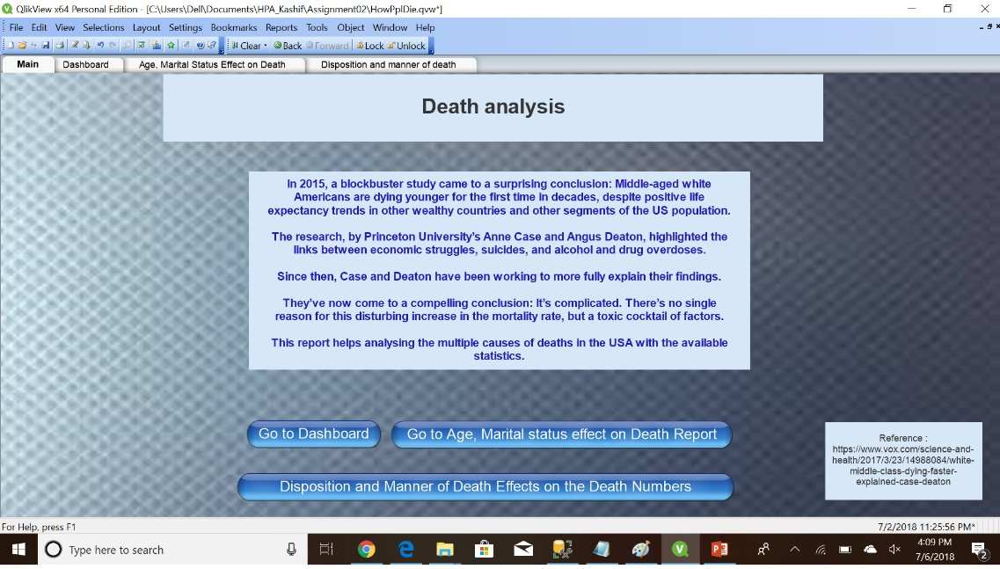 QlikView x64 Personal Edition - [C:\Users\Dell\Documents\HPA_Kashif\Assignment02\HowPplDie.qvw*]
File Edit View Selections Layout Settings Bookmarks Reports Tools Object Window Help
Clear Back Forward Lock Unlock
Main Dashboard Age, Marital Status Effect on Death Disposition and manner of death
Death analysis
In 2015, a blockbuster study came to a surprising conclusion: Middle-aged white
Americans are dying younger for the first time in decades, despite positive life
expectancy trends in other wealthy countries and other segments of the US population.
The research, by Princeton University's Anne Case and Angus Deaton, highlighted the
links between economic struggles, suicides, and alcohol and drug overdoses.
Since then, Case and Deaton have been working to more fully explain their findings.
They've now come to a compelling conclusion: It's complicated. There's no single
reason for this disturbing increase in the mortality rate, but a toxic cocktail of factors.
This report helps analysing the multiple causes of deaths in the USA with the available
statistics.
Go to Dashboard Go to Age, Marital status effect on Death Report
Disposition and Manner of Death Effects on the Death Numbers
Reference :
https://www.vox.com/science-and-
health/2017/3/23/14988084/white-
middle-class-dying-faster-
explained-case-deaton
For Help, press F1 7/2/2018 11:25:56 PM*
Type here to search
4:09 PM
7/6/2018
2